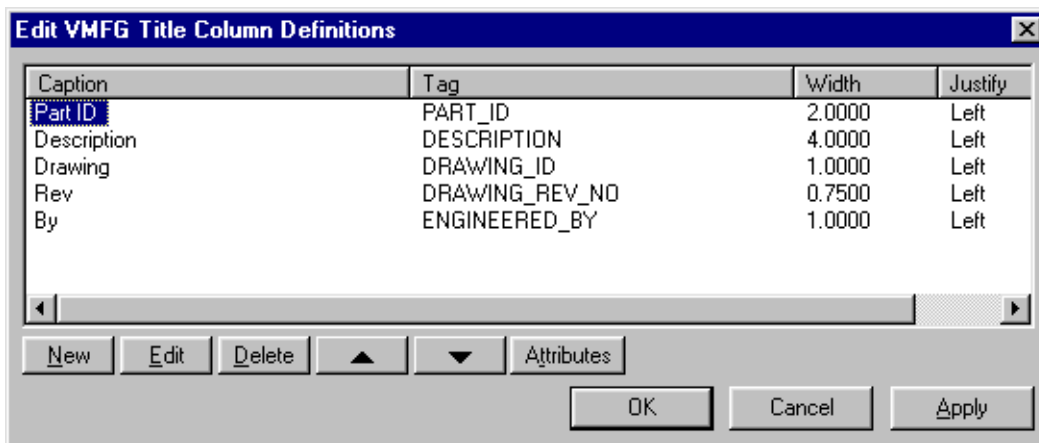 Edit VMFG Title Column Definitions
Caption Tag Width Justify
Part ID PART_ID 2.0000 Left
Description DESCRIPTION 4.0000 Left
Drawing DRAWING_ID 1.0000 Left
Rev DRAWING_REV_NO 0.7500 Left
By ENGINEERED_BY 1.0000 Left
New Edit Delete Attributes
OK Cancel Apply